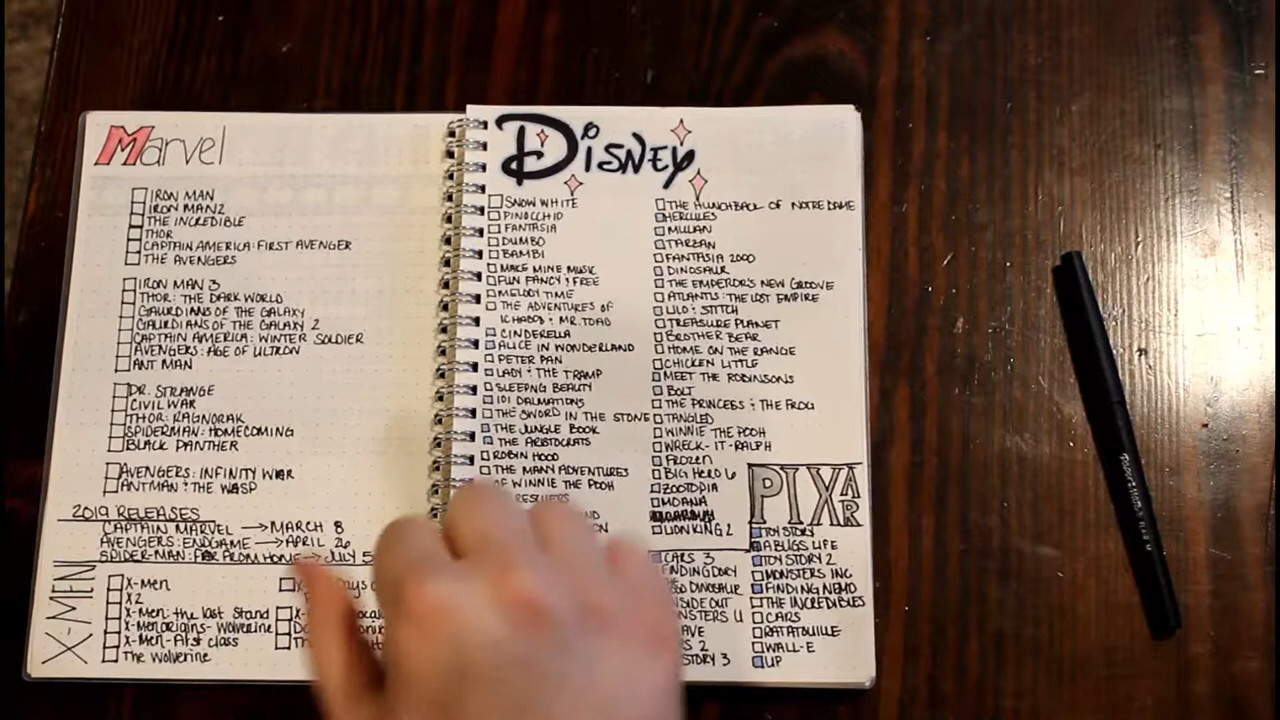 Marvel
IRON MAN
IRON MAN 2
THE INCREDIBLE
THOR
CAPTAIN AMERICA: FIRST AVENGER
THE AVENGERS
IRON MAN 3
THOR: THE DARK WORLD
GAURDIANS OF THE GALAXY
GAURDIANS OF THE GALAXY 2
CAPTAIN AMERICA: WINTER SOLDIER
AVENGERS: AGE OF ULTRON
ANT MAN
DR. STRANGE
CIVIL WAR
THOR: RAGNORAK
SPIDERMAN: HOMECOMING
BLACK PANTHER
AVENGERS: INFINITY WAR
ANTMAN & THE WASP
2019 RELEASES
CAPTAIN MARVEL → MARCH 8
AVENGERS: ENDGAME → APRIL 26
SPIDER-MAN: FAR FROM HOME → JULY 5
X-MEN
X-Men
X2
X-Men: the last Stand
X-Men origins- Wolverine
X-Men- First class
The Wolverine
DISNEY
SNOW WHITE
PINOCCHIO
FANTASIA
DUMBO
BAMBI
MAKE MINE MUSIC
FUN FANCY & FREE
MELODY TIME
THE ADVENTURES OF
ICHABOD & MR. TOAD
CINDERELLA
ALICE IN WONDERLAND
PETER PAN
LADY & THE TRAMP
SLEEPNG BEAUTY
101 DALMATIONS
THE SWORD IN THE STONE
THE JUNGLE BOOK
THE ARISTOCRATS
ROBIN HOOD
THE MANY ADVENTURES
OF WINNIE THE POOH
THE HUNCHBACK OF NOTRE DAME
HERCULES
MULAN
TARZAN
FANTASIA 2000
DINOSAUR
THE EMPEROR'S NEW GROOVE
ATLANTIS: THE LOST EMPIRE
LILO & STITCH
TREASURE PLANET
BROTHER BEAR
HOME ON THE RANGE
CHICKEN LITTLE
MEET THE ROBINSONS
BOLT
THE PRINCESS & THE FROG
TANGLED
WINNIE THE POOH
WRECK-IT-RALPH
FROZEN
BIG HERO 6
ZOOTOPIA
MOANA
LION KING 2
PIXAR
CARS 3
FINDING DORY
DINOSAUR
INSIDE OUT
STORY 3
TOY STORY
A BUGS LIFE
TOY STORY 2
MONSTERS INC
FINDING NEMO
THE INCREDIBLES
CARS
RATATOUILLE
WALL-E
UP